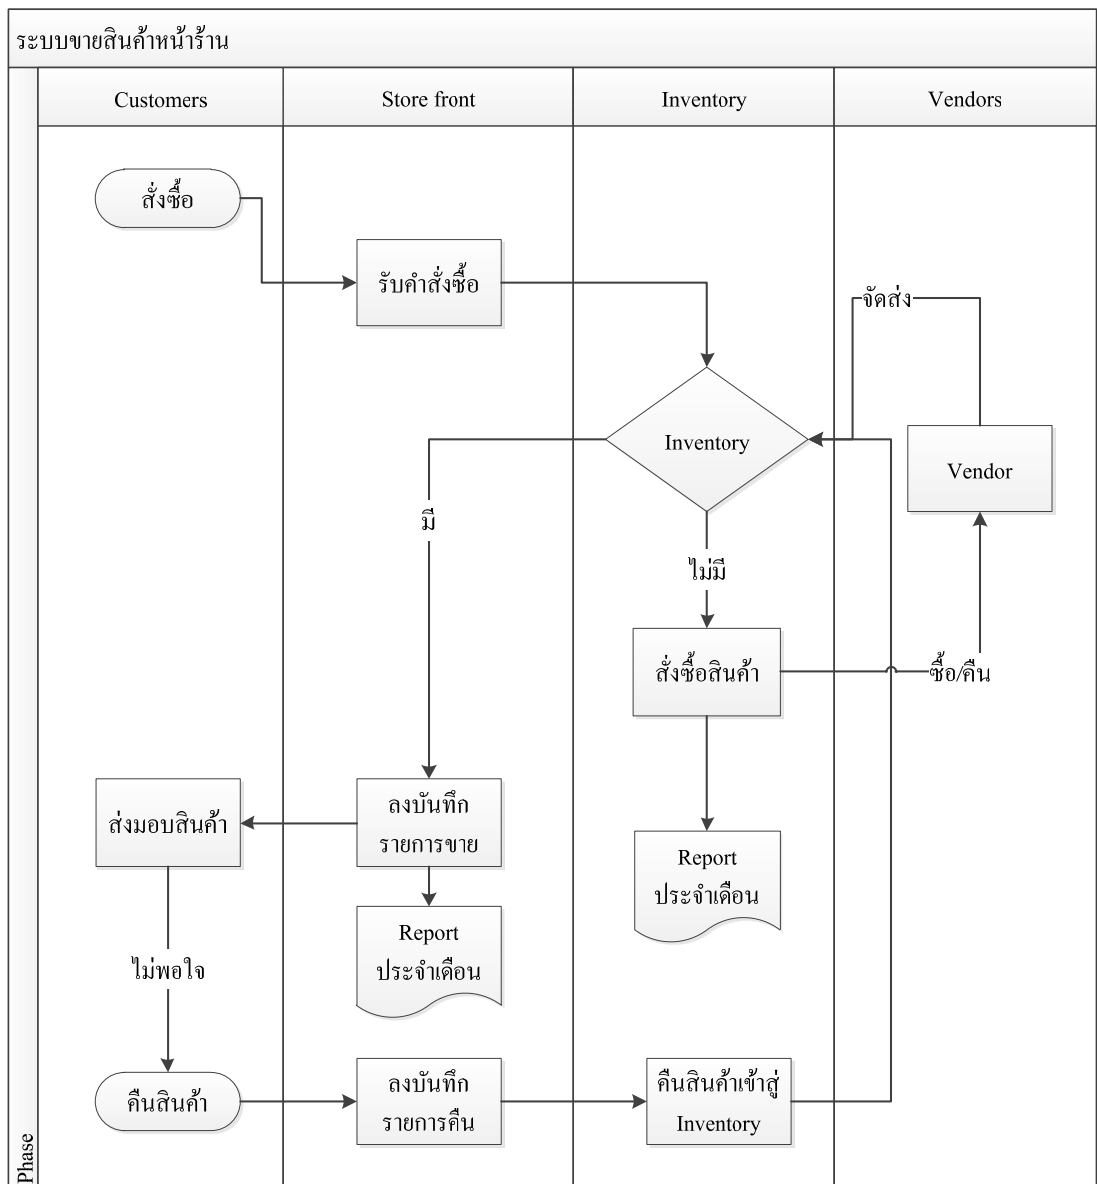 ระบบขายสินค้าหน้าร้าน
Customers
Store front
Inventory
Vendors
สั่งซื้อ
รับคำสั่งซื้อ
จัดส่ง
Inventory
Vendor
มี
ไม่มี
สั่งซื้อสินค้า
ซื้อ/คืน
ส่งมอบสินค้า
ลงบันทึก
รายการขาย
Report
ประจำเดือน
Report
ประจำเดือน
ไม่พอใจ
คืนสินค้า
ลงบันทึก
รายการคืน
คืนสินค้าเข้าสู่
Inventory
Phase